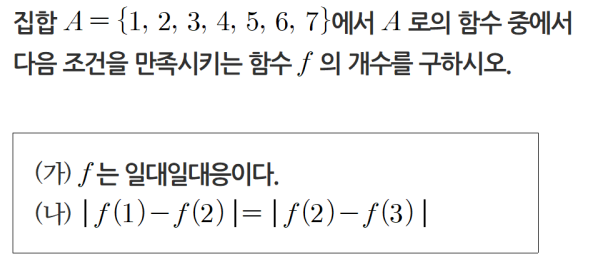 집합 A = {1, 2, 3, 4, 5, 6, 7}에서 A 로의 함수 중에서
다음 조건을 만족시키는 함수 f 의 개수를 구하시오.
(가) f 는 일대일대응이다.
(나) | f(1) − f(2) | = | f(2) − f(3) |